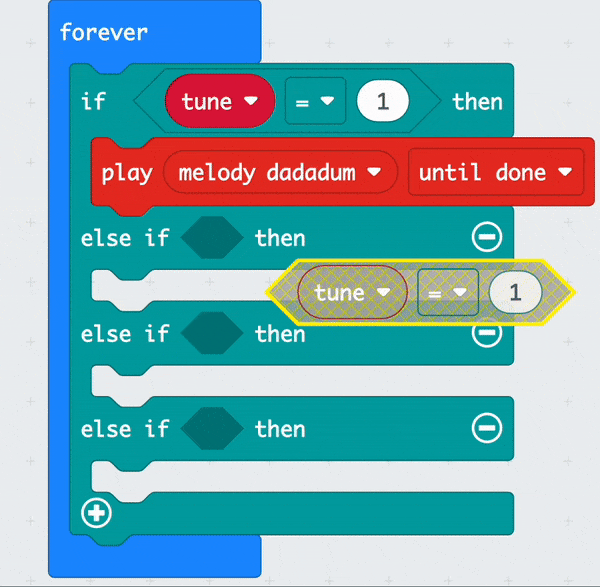 forever
if tune = 1 then
play melody dadadum until done
else if then
tune = 1
else if then
else if then